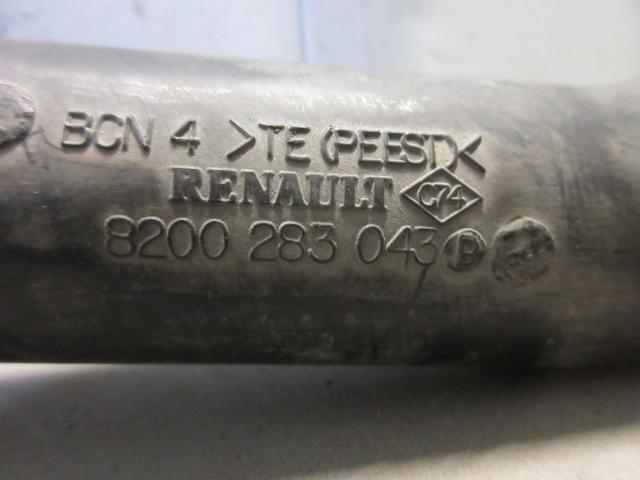 BCN 4 >TE (PEEST)<
RENAULT C74
8200 283 043 B